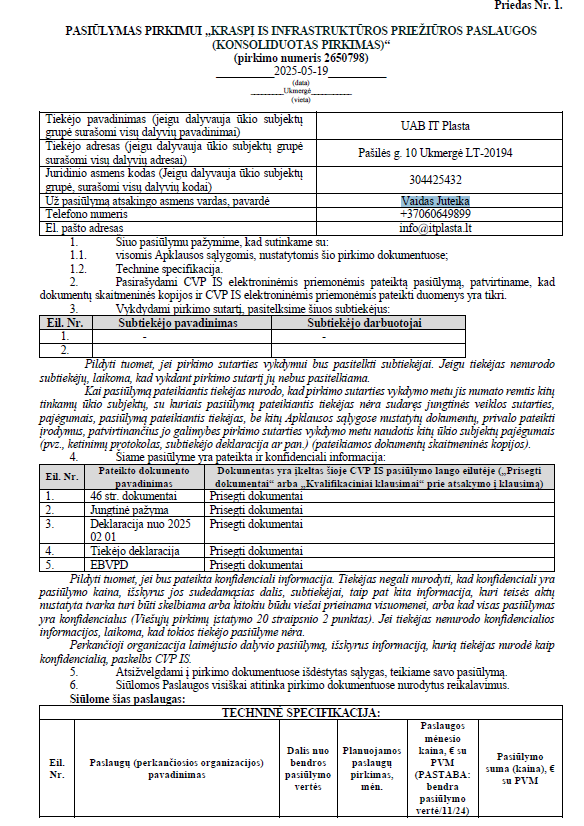 Priedas Nr. 1.
PASIŪLYMAS PIRKIMUI „KRASPĮ IS INFRASTRUKTŪROS PRIEŽIŪROS PASLAUGOS
(KONSOLIDUOTAS PIRKIMAS)“
(pirkimo numeris 2650798)
__________2025-05-19__________
(data)
________Ukmergė__________
(vieta)
Tiekėjo pavadinimas (jeigu dalyvauja ūkio subjektų
grupė surašomi visų dalyvių pavadinimai)
UAB IT Plasta
Tiekėjo adresas (jeigu dalyvauja ūkio subjektų grupė
surašomi visų dalyvių adresai)
Pašilės g. 10 Ukmergė LT-20194
Juridinio asmens kodas (Jeigu dalyvauja ūkio subjektų
grupė, surašomi visų dalyvių kodai)
304425432
Už pasiūlymą atsakingo asmens vardas, pavardė
Vaidas Juteika
Telefono numeris
+37060649899
El. pašto adresas
info@itplasta.lt
1. Šiuo pasiūlymu pažymime, kad sutinkame su:
1.1. visomis Apklausos sąlygomis, nustatytomis šio pirkimo dokumentuose;
1.2. Technine specifikacija.
2. Pasirašydami CVP IS elektroninėmis priemonėmis pateiktą pasiūlymą, patvirtiname, kad
dokumentų skaitmeninės kopijos ir CVP IS elektroninėmis priemonėmis pateikti duomenys yra tikri.
3. Vykdydami pirkimo sutartį, pasitelksime šiuos subtiekėjus:
Eil. Nr. Subtiekėjo pavadinimas Subtiekėjo darbuotojai
1. - -
2.
Pildyti tuomet, jei pirkimo sutarties vykdymui bus pasitelkti subtiekėjai. Jeigu tiekėjas nenurodo
subtiekėjų, laikoma, kad vykdant pirkimo sutartį jų nebus pasitelkiama.
Kai pasiūlymą pateikiantis tiekėjas nurodo, kad pirkimo sutarties vykdymo metu jis numato remtis kitų
tinkamų ūkio subjektų, su kuriais pasiūlymą pateikiantis tiekėjas nėra sudaręs jungtinės veiklos sutarties,
pajėgumais, pasiūlymą pateikiantis tiekėjas, be kitų Apklausos sąlygose nustatytų dokumentų, privalo pateikti
įrodymus, patvirtinančius jo galimybes pirkimo sutarties vykdymo metu naudotis kitų ūkio subjektų pajėgumais
(pvz., ketinimų protokolas, subtiekėjo deklaracija ar pan.) (pateikiamos dokumentų skaitmeninės kopijos).
4. Šiame pasiūlyme yra pateikta ir konfidenciali informacija:
Eil. Nr. Pateikto dokumento
pavadinimas
Dokumentas yra įkeltas šioje CVP IS pasiūlymo lango eilutėje („Prisegti
dokumentai“ arba „Kvalifikaciniai klausimai“ prie atsakymo į klausimą)
1. 46 str. dokumentai Prisegti dokumentai
2. Jungtinė pažyma Prisegti dokumentai
3. Deklaracija nuo 2025
02 01
Prisegti dokumentai
4. Tiekėjo deklaracija Prisegti dokumentai
5. EBVPD Prisegti dokumentai
Pildyti tuomet, jei bus pateikta konfidenciali informacija. Tiekėjas negali nurodyti, kad konfidenciali yra
pasiūlymo kaina, išskyrus jos sudedamąsias dalis, subtiekėjai, taip pat kita informacija, kuri teisės aktų
nustatyta tvarka turi būti skelbiama arba kitokiu būdu viešai prieinama visuomenei, arba kad visas pasiūlymas
yra konfidencialus (Viešųjų pirkimų įstatymo 20 straipsnio 2 punktas). Jei tiekėjas nenurodo konfidencialios
informacijos, laikoma, kad tokios tiekėjo pasiūlyme nėra.
Perkančioji organizacija laimėjusio dalyvio pasiūlymą, išskyrus informaciją, kurią tiekėjas nurodė kaip
konfidencialią, paskelbs CVP IS.
5. Atsižvelgdami į pirkimo dokumentuose išdėstytas sąlygas, teikiame savo pasiūlymą.
6. Siūlomos Paslaugos visiškai atitinka pirkimo dokumentuose nurodytus reikalavimus.
Siūlome šias paslaugas:
TECHNINĖ SPECIFIKACIJA:
Eil.
Nr.
Paslaugų (perkančiosios organizacijos)
pavadinimas
Dalis nuo
bendros
pasiūlymo
vertės
Planuojamos
paslaugų
pirkimas,
mėn.
Paslaugos
mėnesio
kaina, € su
PVM
(PASTABA:
bendra
pasiūlymo
vertė/11/24)
Pasiūlymo
suma (kaina), €
su PVM